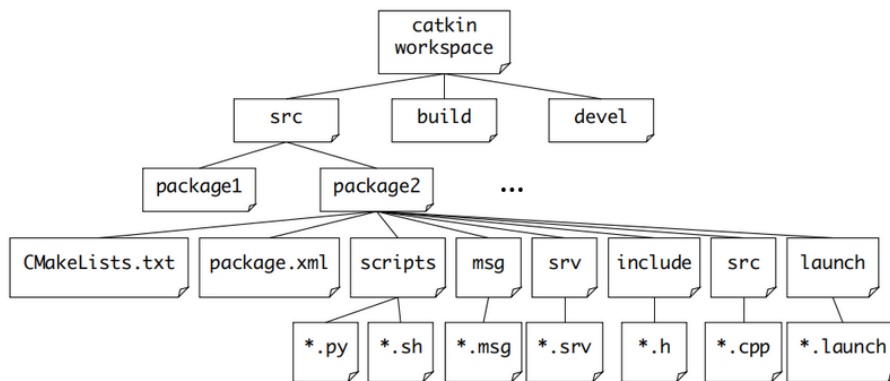 catkin
workspace
src
build
devel
package1
package2
...
CMakeLists.txt
package.xml
scripts
msg
srv
include
src
launch
*.py
*.sh
*.msg
*.srv
*.h
*.cpp
*.launch